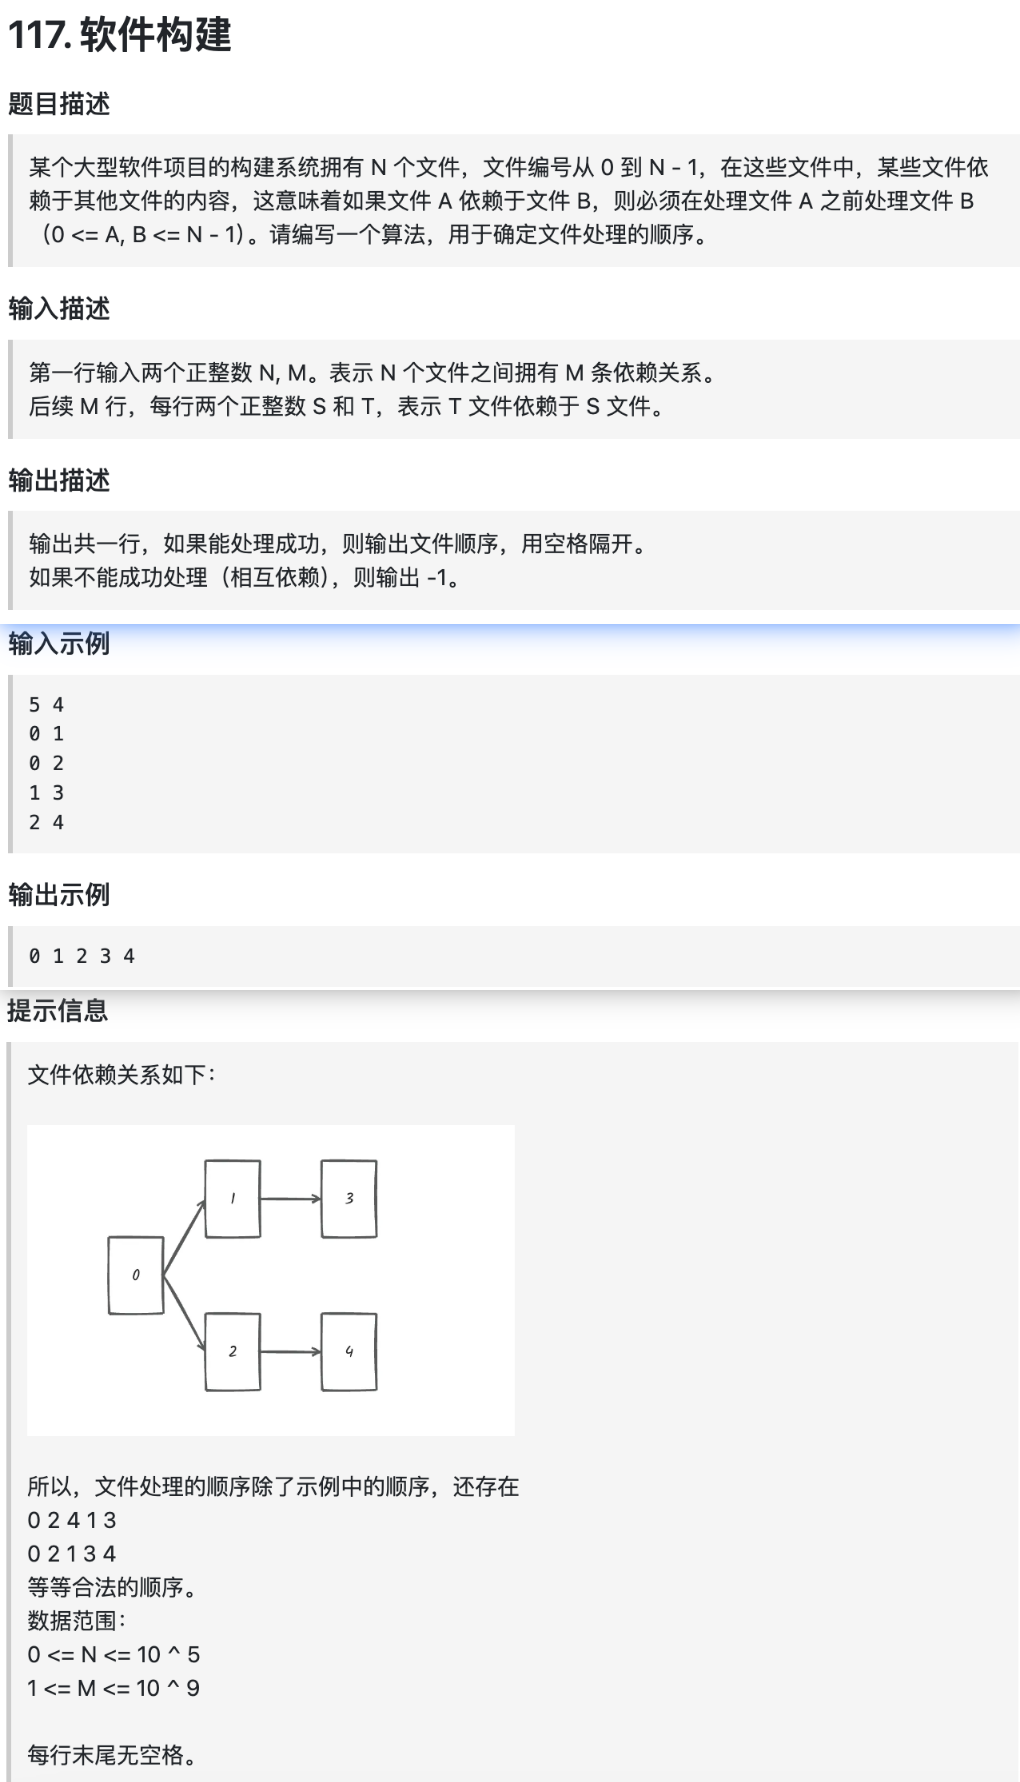 117. 软件构建
题目描述
某个大型软件项目的构建系统拥有 N 个文件，文件编号从 0 到 N - 1，在这些文件中，某些文件依
赖于其他文件的内容，这意味着如果文件 A 依赖于文件 B，则必须在处理文件 A 之前处理文件 B
（0 <= A, B <= N - 1）。请编写一个算法，用于确定文件处理的顺序。
输入描述
第一行输入两个正整数 N, M。表示 N 个文件之间拥有 M 条依赖关系。
后续 M 行，每行两个正整数 S 和 T，表示 T 文件依赖于 S 文件。
输出描述
输出共一行，如果能处理成功，则输出文件顺序，用空格隔开。
如果不能成功处理（相互依赖），则输出 -1。
输入示例
5 4
0 1
0 2
1 3
2 4
输出示例
0 1 2 3 4
提示信息
文件依赖关系如下：
1
3
0
2
4
所以，文件处理的顺序除了示例中的顺序，还存在
0 2 4 1 3
0 2 1 3 4
等等合法的顺序。
数据范围：
0 <= N <= 10 ^ 5
1 <= M <= 10 ^ 9
每行末尾无空格。